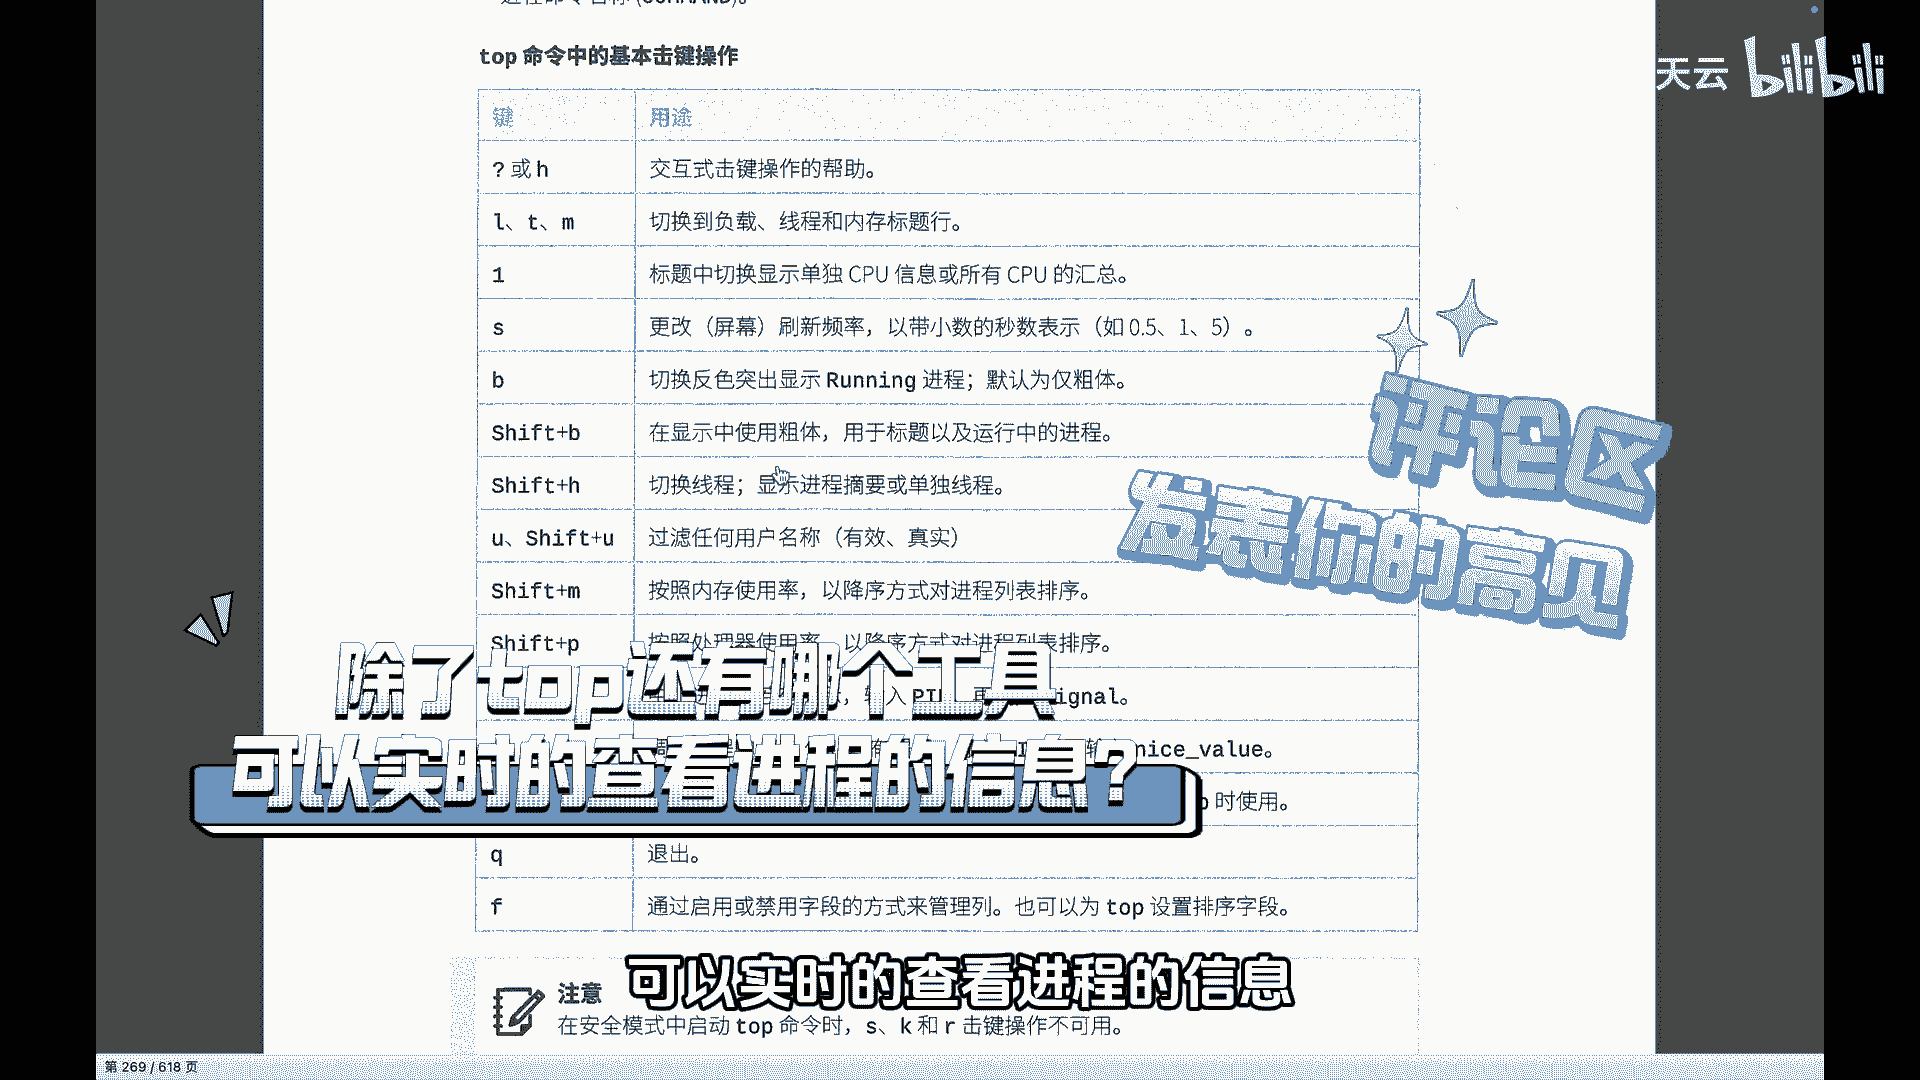 top 命令中的基本击键操作
天云 bilibili
键 用途
? 或 h 交互式击键操作的帮助。
l、t、m 切换到负载、线程和内存标题行。
1 标题中切换显示单独 CPU 信息或所有 CPU 的汇总。
s 更改（屏幕）刷新频率，以带小数的秒数表示（如 0.5、1、5）。
b 切换反色突出显示 Running 进程；默认为仅粗体。
Shift+b 在显示中使用粗体，用于标题以及运行中的进程。
Shift+h 切换线程；显示进程摘要或单独线程。
u、Shift+u 过滤任何用户名称（有效、真实）
Shift+m 按照内存使用率，以降序方式对进程列表排序。
Shift+p 按照处理器使用率，以降序方式对进程列表排序。
评论区
发表你的高见
除了top还有哪个工具
可以实时的查看进程的信息？
nice_value。
时使用。
q 退出。
f 通过启用或禁用字段的方式来管理列。也可以为 top 设置排序字段。
注意
可以实时的查看进程的信息
在安全模式中启动 top 命令时，s、k 和 r 击键操作不可用。
第 269 / 618 页